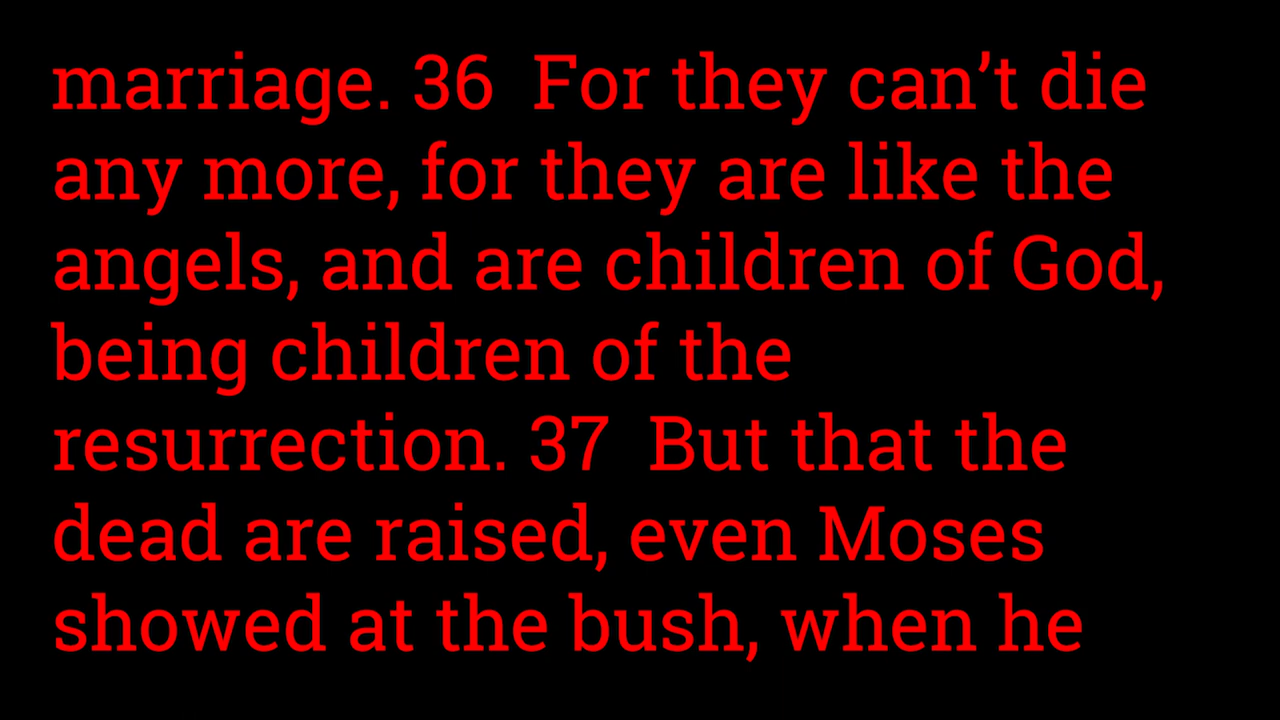 marriage. 36  For they can’t die
any more, for they are like the
angels, and are children of God,
being children of the
resurrection. 37  But that the
dead are raised, even Moses
showed at the bush, when he